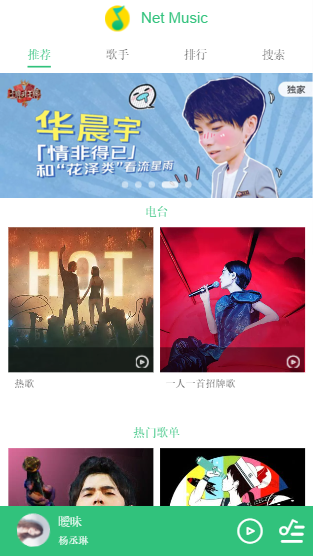 Net Music
推荐
歌手
排行
搜索
独家
华晨宇
「情非得已」
和“花泽类”看流星雨
电台
HOT
热歌
一人一首招牌歌
热门歌单
暧昧
杨丞琳